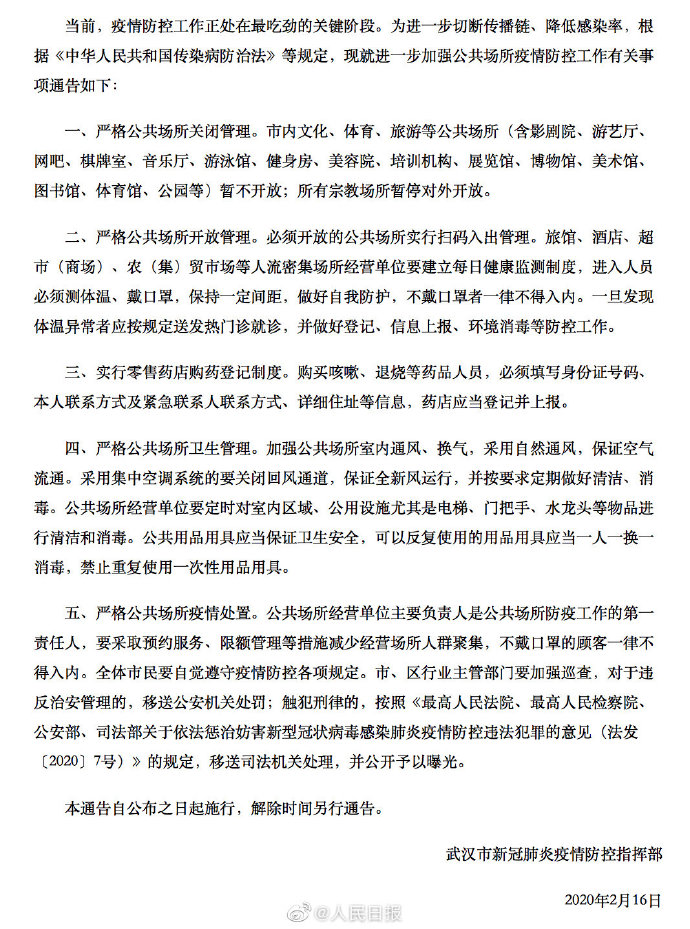 当前，疫情防控工作正处在最吃劲的关键阶段。为进一步切断传播链、降低感染率，根
据《中华人民共和国传染病防治法》等规定，现就进一步加强公共场所疫情防控工作有关事
项通告如下：
一、严格公共场所关闭管理。市内文化、体育、旅游等公共场所（含影剧院、游艺厅、
网吧、棋牌室、音乐厅、游泳馆、健身房、美容院、培训机构、展览馆、博物馆、美术馆、
图书馆、体育馆、公园等）暂不开放；所有宗教场所暂停对外开放。
二、严格公共场所开放管理。必须开放的公共场所实行扫码入出管理。旅馆、酒店、超
市（商场）、农（集）贸市场等人流密集场所经营单位要建立每日健康监测制度，进入人员
必须测体温、戴口罩，保持一定间距，做好自我防护，不戴口罩者一律不得入内。一旦发现
体温异常者应按规定送发热门诊就诊，并做好登记、信息上报、环境消毒等防控工作。
三、实行零售药店购药登记制度。购买咳嗽、退烧等药品人员，必须填写身份证号码、
本人联系方式及紧急联系人联系方式、详细住址等信息，药店应当登记并上报。
四、严格公共场所卫生管理。加强公共场所室内通风、换气，采用自然通风，保证空气
流通。采用集中空调系统的要关闭回风通道，保证全新风运行，并按要求定期做好清洁、消
毒。公共场所经营单位要定时对室内区域、公用设施尤其是电梯、门把手、水龙头等物品进
行清洁和消毒。公共用品用具应当保证卫生安全，可以反复使用的用品用具应当一人一换一
消毒，禁止重复使用一次性用品用具。
五、严格公共场所疫情处置。公共场所经营单位主要负责人是公共场所防疫工作的第一
责任人，要采取预约服务、限额管理等措施减少经营场所人群聚集，不戴口罩的顾客一律不
得入内。全体市民要自觉遵守疫情防控各项规定。市、区行业主管部门要加强巡查，对于违
反治安管理的，移送公安机关处罚；触犯刑律的，按照《最高人民法院、最高人民检察院、
公安部、司法部关于依法惩治妨害新型冠状病毒感染肺炎疫情防控违法犯罪的意见（法发
〔2020〕7号）》的规定，移送司法机关处理，并公开予以曝光。
本通告自公布之日起施行，解除时间另行通告。
武汉市新冠肺炎疫情防控指挥部
2020年2月16日
@人民日报